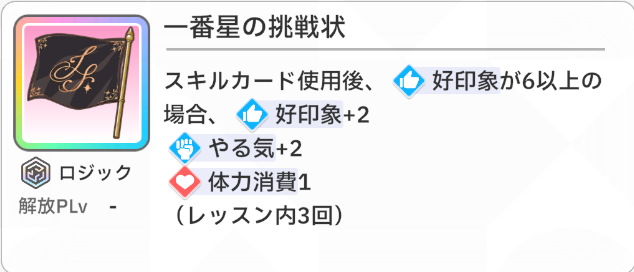 一番星の挑戦状
スキルカード使用後、 好印象が6以上の
場合、 好印象+2
やる気+2
体力消費1
（レッスン内3回）
ロジック
解放PLv -